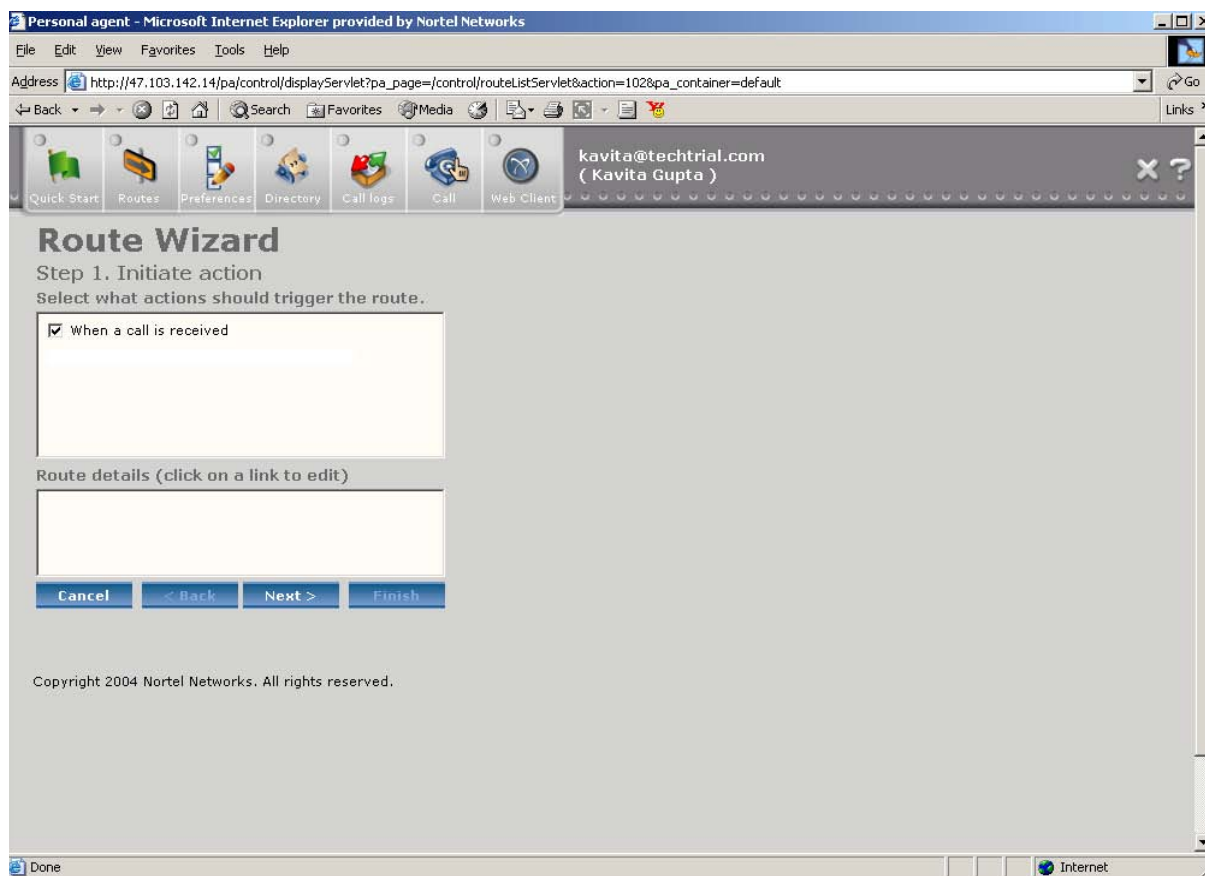 Personal agent - Microsoft Internet Explorer provided by Nortel Networks
File Edit View Favorites Tools Help
Address http://47.103.142.14/pa/control/displayServlet?pa_page=/control/routeListServlet&action=102&pa_container=default Go
Back Search Favorites Media Links
Quick Start Routes Preferences Directory Call logs Call Web Client
kavita@techtrial.com
( Kavita Gupta )
Route Wizard
Step 1. Initiate action
Select what actions should trigger the route.
When a call is received
Route details (click on a link to edit)
Cancel < Back Next > Finish
Copyright 2004 Nortel Networks. All rights reserved.
Done Internet